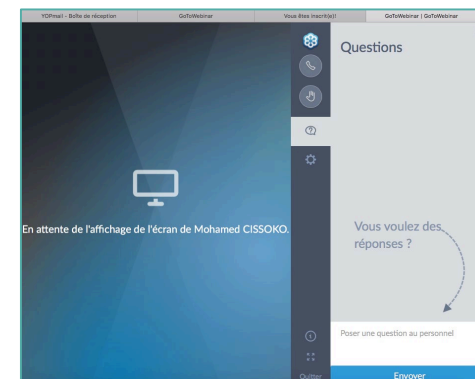 YOPmail - Boîte de réception
GoToWebinar
Vous êtes inscrit(e)!
GoToWebinar | GoToWebinar
Questions
En attente de l'affichage de l'écran de Mohamed CISSOKO.
Vous voulez des
réponses ?
Poser une question au personnel
Quitter
Envoyer